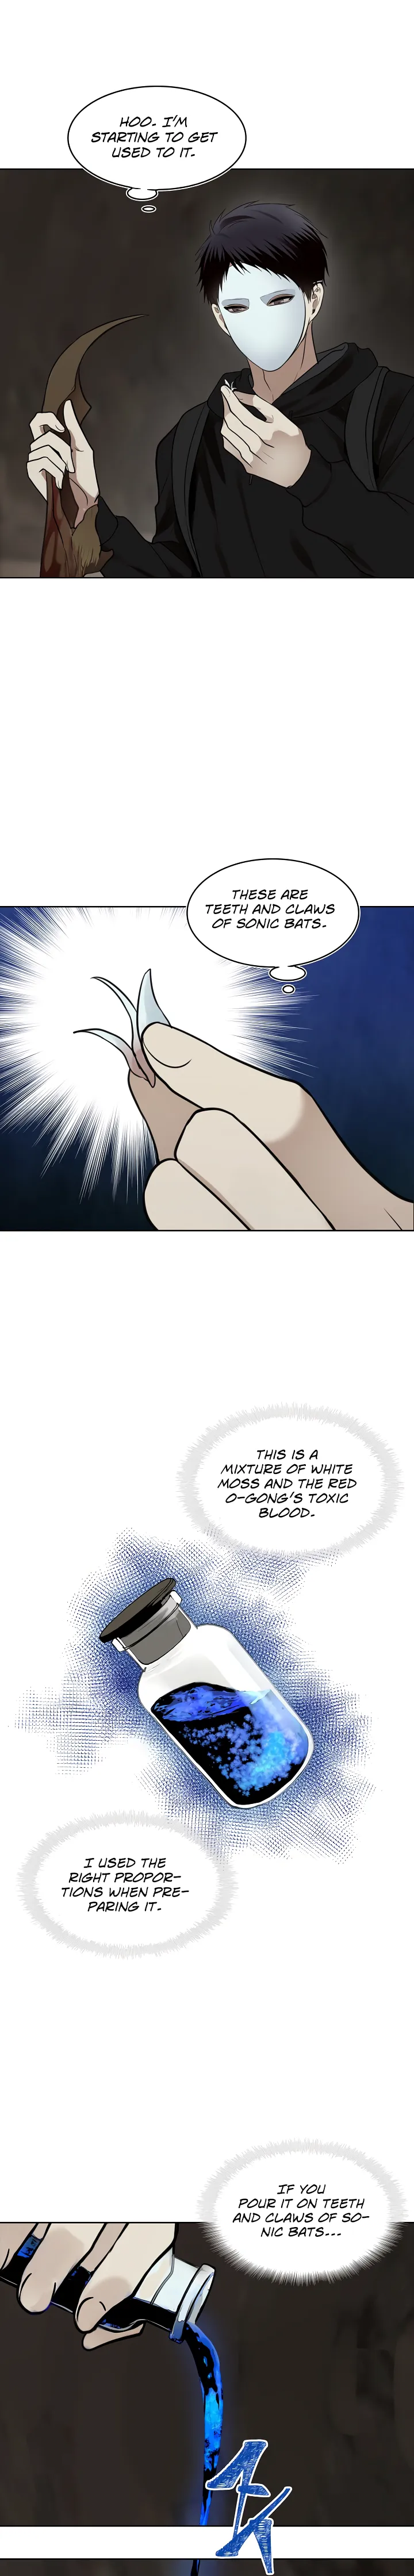 HOO. I'M
STARTING TO GET
USED TO IT.
THESE ARE
TEETH AND CLAWS
OF SONIC BATS.
THIS IS A
MIXTURE OF WHITE
MOSS AND THE RED
O-GONG'S TOXIC
BLOOD.
I USED THE
RIGHT PROPOR-
TIONS WHEN PRE-
PARING IT.
IF YOU
POUR IT ON TEETH
AND CLAWS OF SO-
NIC BATS...